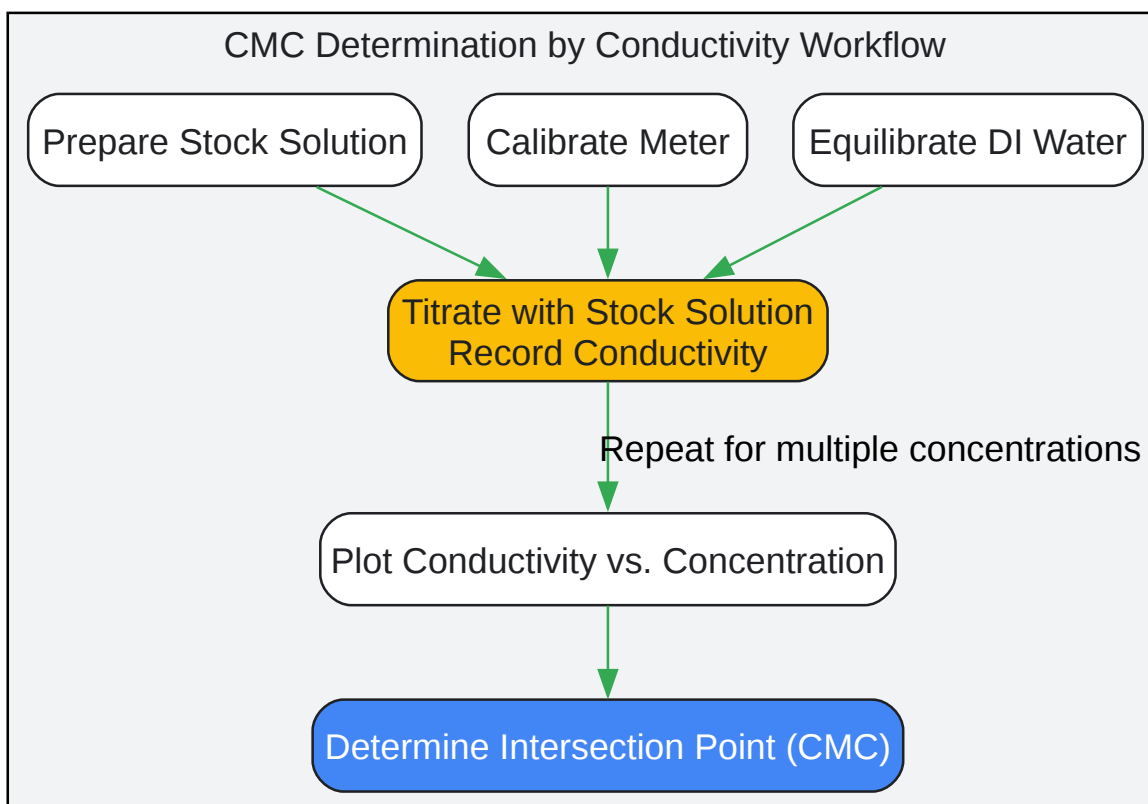 CMC Determination by Conductivity Workflow
Prepare Stock Solution
Calibrate Meter
Equilibrate DI Water
Titrate with Stock Solution
Record Conductivity
Repeat for multiple concentrations
Plot Conductivity vs. Concentration
Determine Intersection Point (CMC)